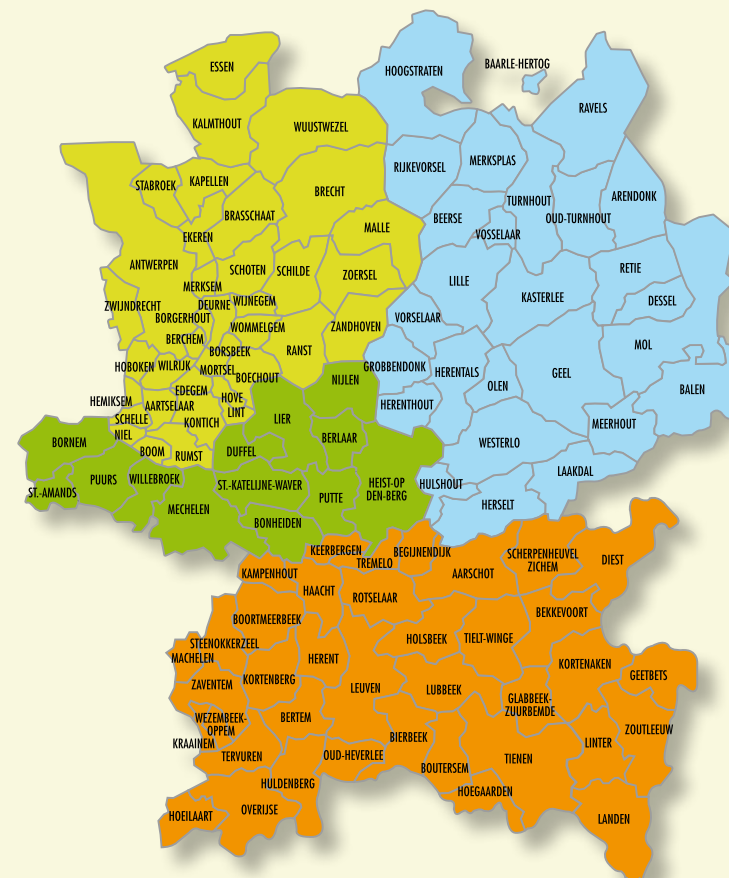 ESSEN
HOOGSTRATEN
BAARLE-HERTOG
RAVELS
KALMTHOUT
WUUSTWEZEL
RIJKEVORSEL
MERKSPLAS
STABROEK
KAPELLEN
BRECHT
TURNHOUT
ARENDONK
BRASSCHAAT
BEERSE
OUD-TURNHOUT
MALLE
VOSSELAAR
EKEREN
ANTWERPEN
SCHOTEN
SCHILDE
ZOERSEL
LILLE
RETIE
MERKSEM
KASTERLEE
DESSEL
ZWIJNDRECHT
DEURNE
WIJNEGEM
BORGERHOUT
VORSELAAR
WOMMELGEM
ZANDHOVEN
BERCHEM
BORSBEEK
RANST
MOL
HOBOKEN
WILRIJK
MORTSEL
BOECHOUT
NIJLEN
GROBBENDONK
HERENTALS
GEEL
OLEN
BALEN
EDEGEM
HEMIKSEM
AARTSELAAR
HOVE
LINT
HERENTHOUT
SCHELLE
KONTICH
LIER
MEERHOUT
NIEL
BERLAAR
BORNEM
WESTERLO
BOOM
RUMST
DUFFEL
LAAKDAL
PUURS
WILLEBROEK
ST.-KATELIJNE-WAVER
HEIST-OP
DEN-BERG
HULSHOUT
ST.-AMANDS
PUTTE
HERSELT
MECHELEN
BONHEIDEN
KEERBERGEN
BEGIJNENDIJK
TREMELO
SCHERPENHEUVEL
ZICHEM
DIEST
KAMPENHOUT
AARSCHOT
HAACHT
ROTSELAAR
BOORTMEERBEEK
BEKKEVOORT
STEENOKKERZEEL
HOLSBEEK
TIELT-WINGE
MACHELEN
HERENT
KORTENAKEN
GEETBETS
ZAVENTEM
KORTENBERG
LEUVEN
LUBBEEK
GLABBEEK-
ZUURBEMDE
WEZEMBEEK-
OPPEM
BERTEM
KRAAINEM
BIERBEEK
LINTER
ZOUTLEEUW
TERVUREN
OUD-HEVERLEE
TIENEN
BOUTERSEM
HULDENBERG
HOEGAARDEN
HOEILAART
OVERIJSE
LANDEN